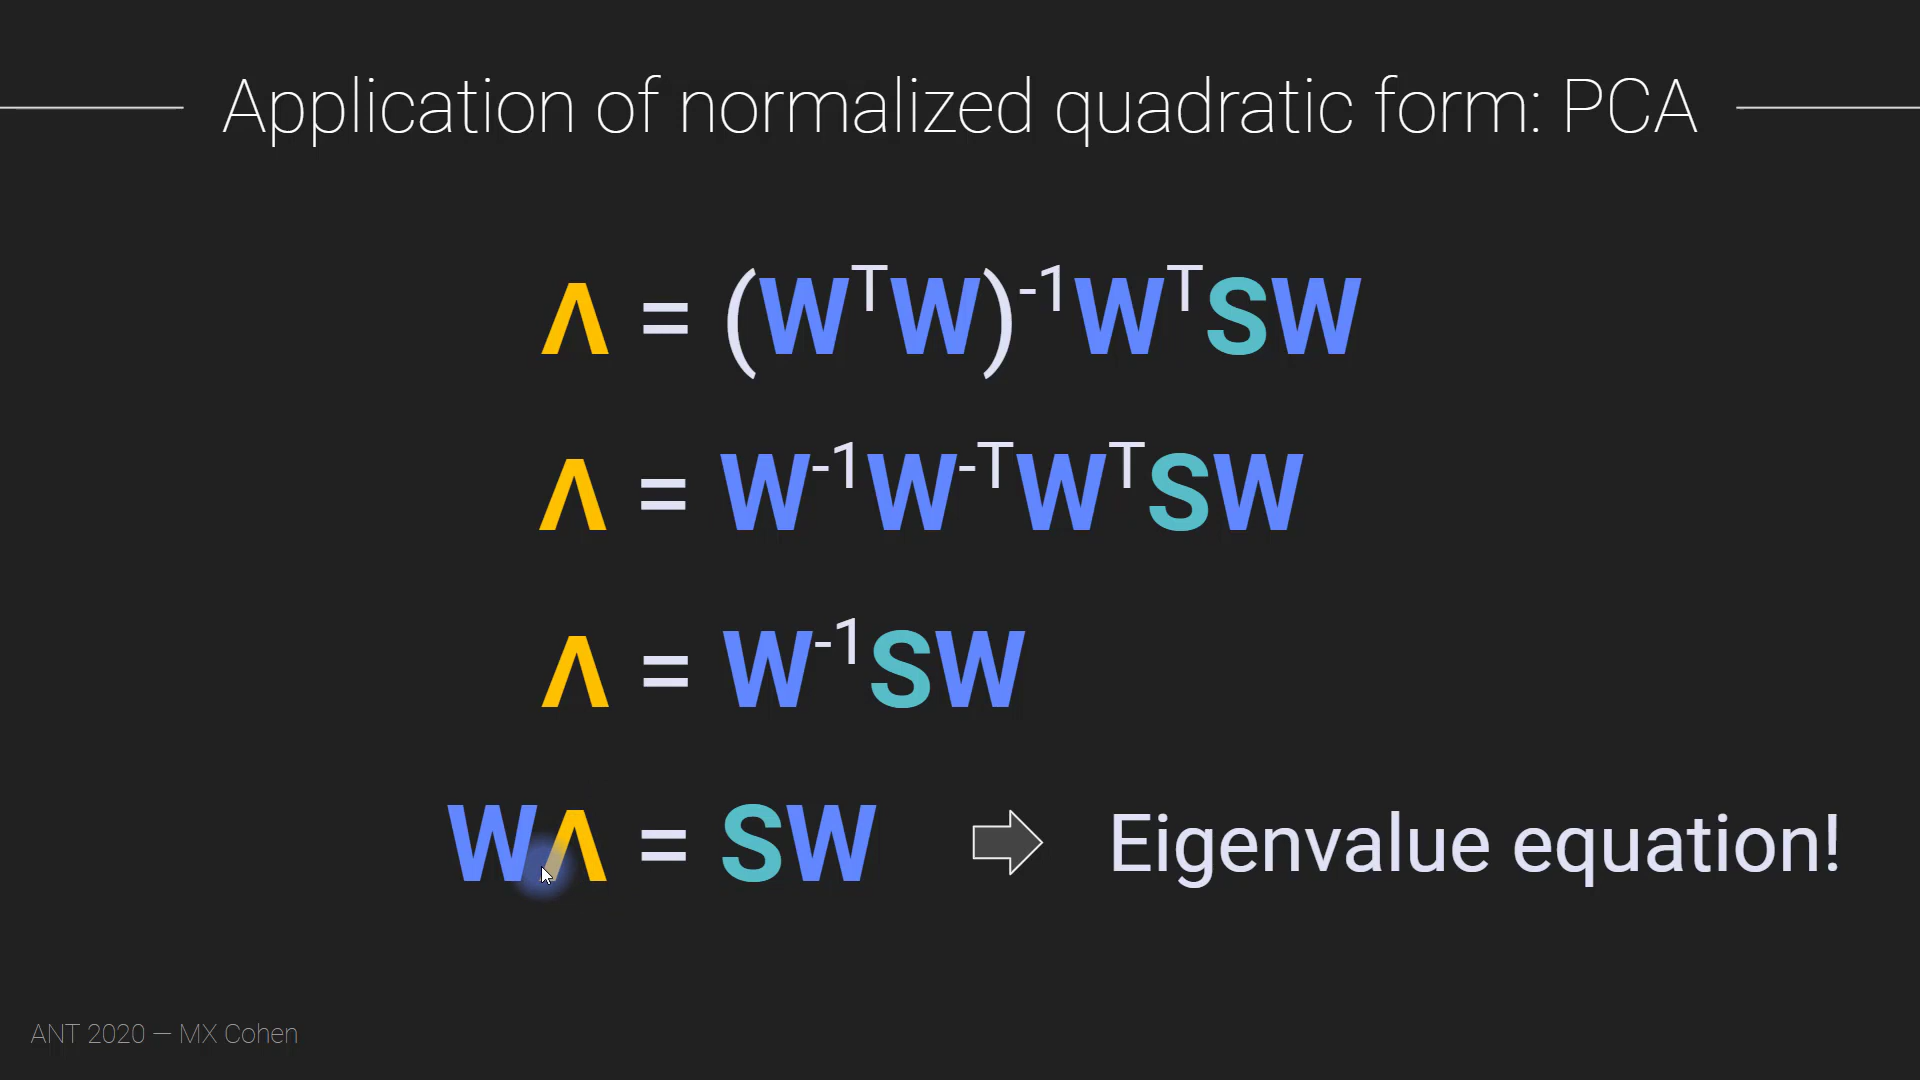 Application of normalized quadratic form: PCA
Λ = (WᵀW)⁻¹WᵀSW
Λ = W⁻¹W⁻ᵀWᵀSW
Λ = W⁻¹SW
WΛ = SW ⇨ Eigenvalue equation!
ANT 2020 — MX Cohen